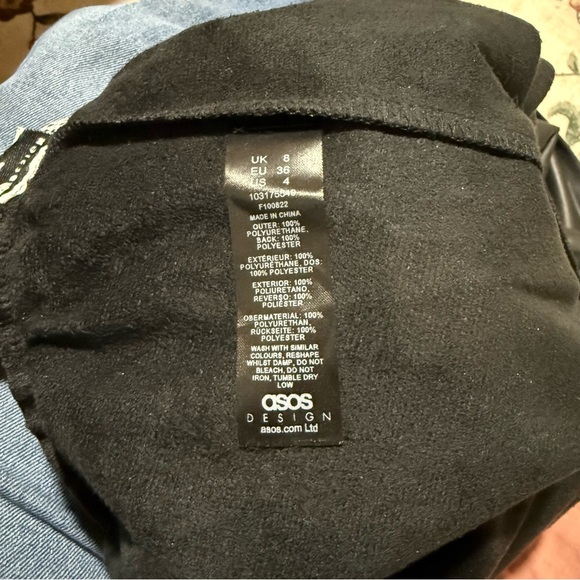 UK 8
EU 36
US 4
103175549
F100822
MADE IN CHINA
OUTER: 100%
POLYURETHANE,
BACK: 100%
POLYESTER
EXTÉRIEUR: 100%
POLYURÉTHANE, DOS:
100% POLYESTER
EXTERIOR: 100%
POLIURETANO,
REVERSO: 100%
POLIÉSTER
OBERMATERIAL: 100%
POLYURETHAN,
RÜCKSEITE: 100%
POLYESTER
WASH WITH SIMILAR
COLOURS, RESHAPE
WHILST DAMP, DO NOT
BLEACH, DO NOT
IRON, TUMBLE DRY
LOW
asos
DESIGN
asos.com Ltd